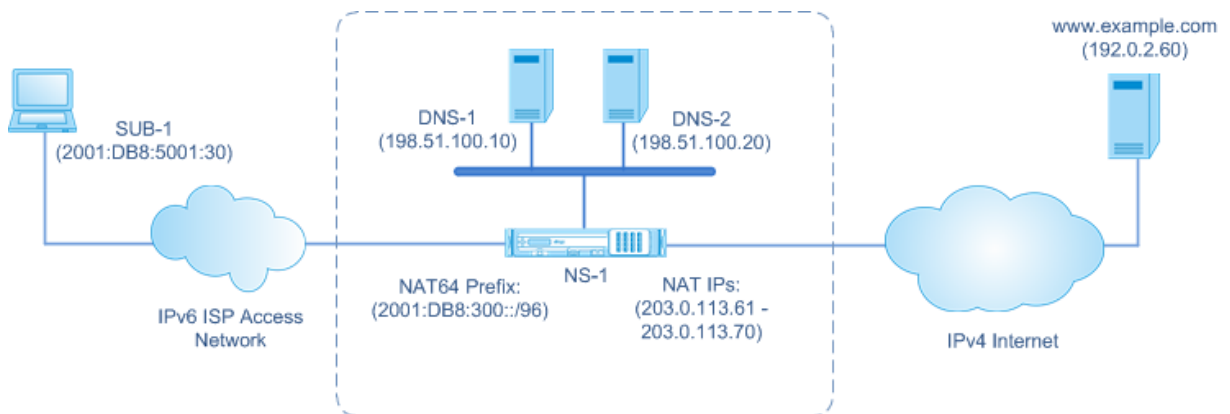 www.example.com
(192.0.2.60)
DNS-1
(198.51.100.10)
DNS-2
(198.51.100.20)
SUB-1
(2001:DB8:5001:30)
NS-1
NAT64 Prefix:
(2001:DB8:300::/96)
NAT IPs:
(203.0.113.61 -
203.0.113.70)
IPv6 ISP Access
Network
IPv4 Internet